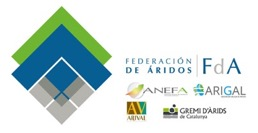 FEDERACIÓN
DE ÁRIDOS
FdA
ANEFA
ARIGAL
ARIVAL
GREMI D'ÀRIDS
de Catalunya